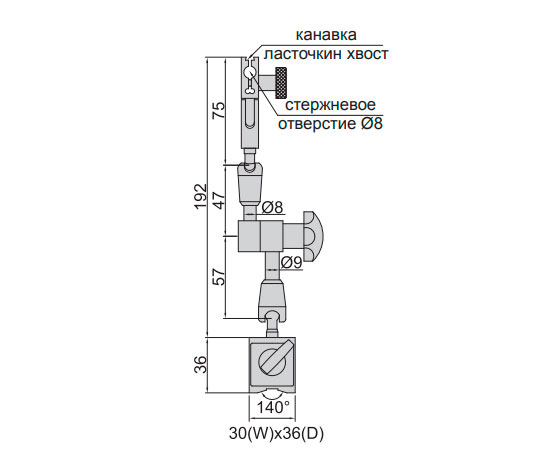 канавка
ласточкин хвост
стержневое
отверстие Ø8
75
192
47
Ø8
Ø9
57
36
140°
30(W)x36(D)